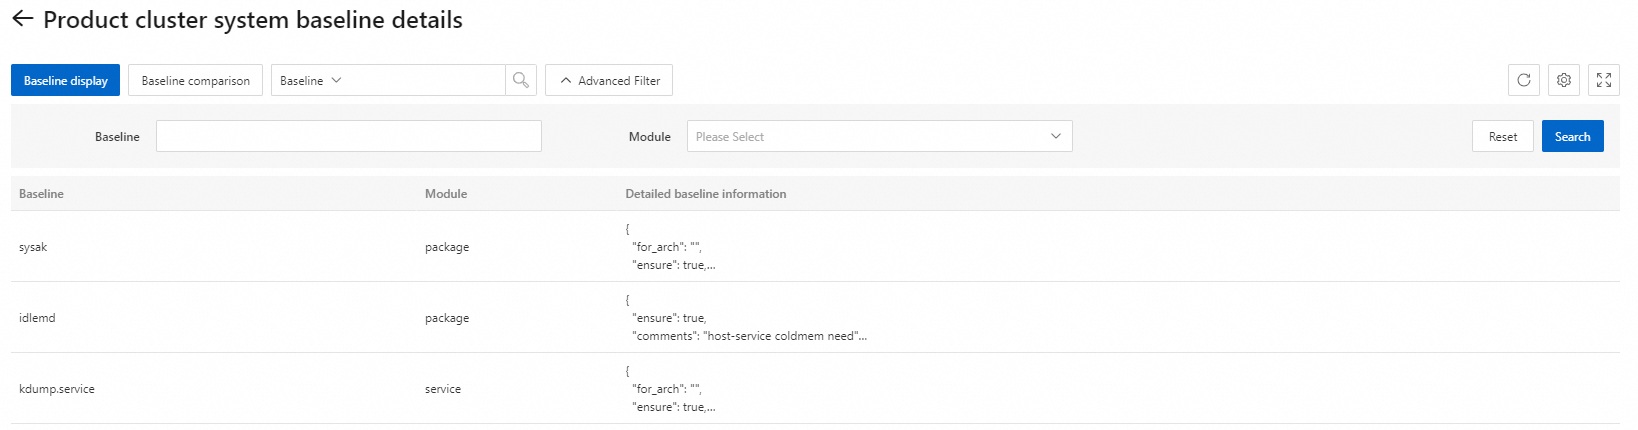 Product cluster system baseline details
Baseline display Baseline comparison Baseline Advanced Filter
Baseline Module Please Select Reset Search
Baseline Module Detailed baseline information
{
sysak package "for_arch": "",
"ensure": true,...
{
idlemd package "ensure": true,
"comments": "host-service coldmem need"...
{
kdump.service service "for_arch": "",
"ensure": true,...